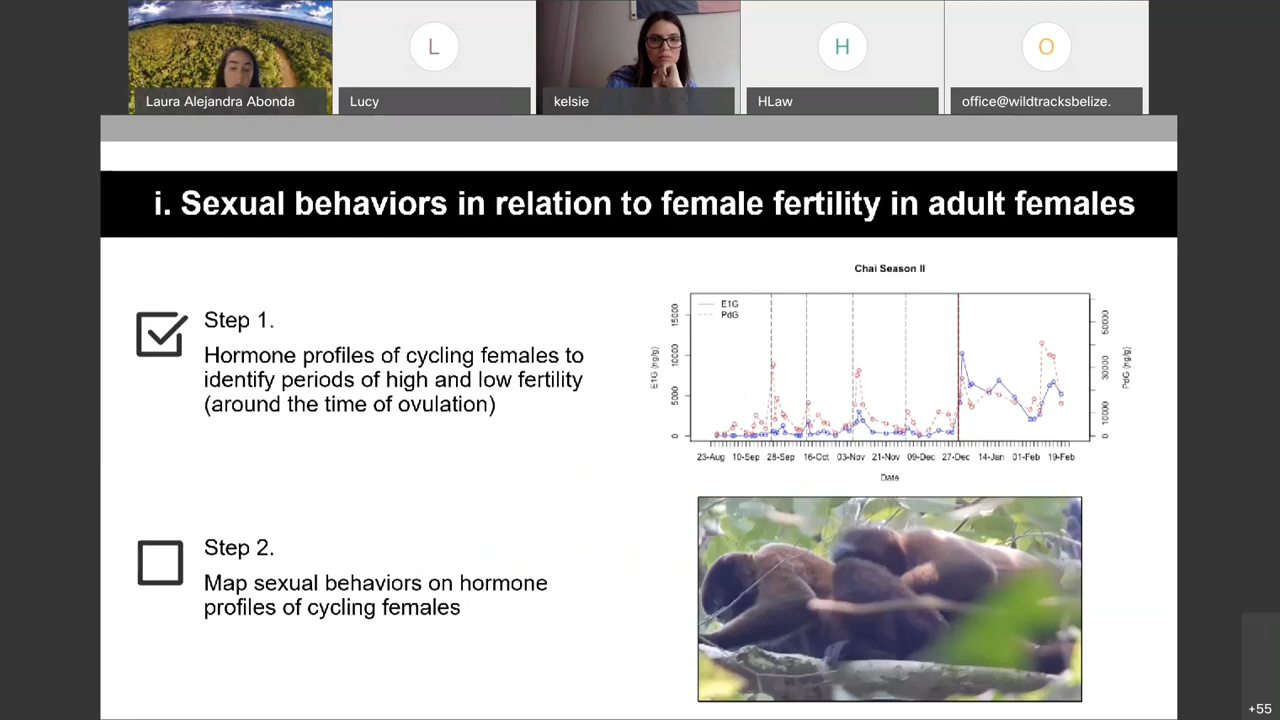 L
H
O
Laura Alejandra Abonda
Lucy
kelsie
HLaw
office@wildtracksbelize.
i. Sexual behaviors in relation to female fertility in adult females
Step 1.
Hormone profiles of cycling females to
identify periods of high and low fertility
(around the time of ovulation)
Step 2.
Map sexual behaviors on hormone
profiles of cycling females
Chai Season II
E1G
PdG
E1G (ng/g)
15000
10000
5000
0
PdG (ng/g)
50000
30000
10000
0
23-Aug 10-Sep 28-Sep 16-Oct 03-Nov 21-Nov 09-Dec 27-Dec 14-Jan 01-Feb 19-Feb
Date
+55